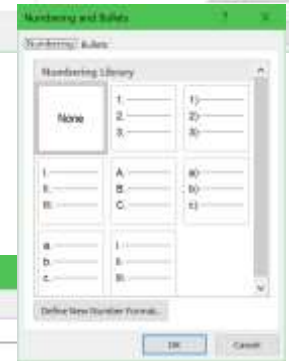 Numbering and Bullets ?
Numbering Bullets
Numbering Library
None
1.
2.
3.
1)
2)
3)
I.
II.
III.
A.
B.
C.
a)
b)
c)
a.
b.
c.
i.
ii.
iii.
Define New Number Format...
OK Cancel